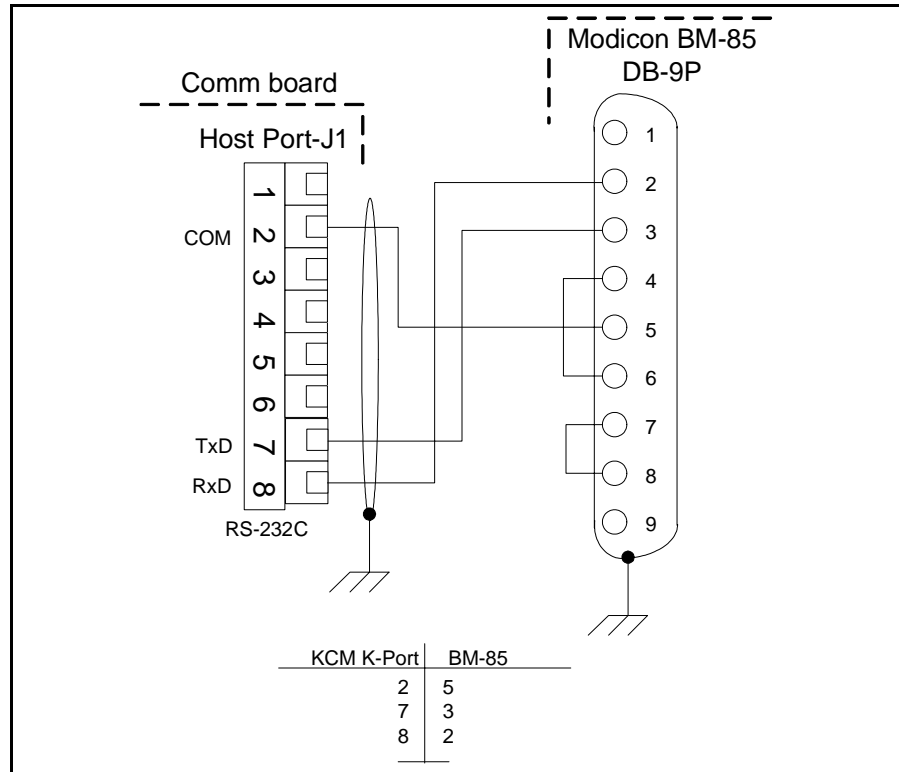 Modicon BM-85
DB-9P
Comm board
Host Port-J1
1
2
3
4
5
6
7
8
COM
TxD
RxD
RS-232C
1
2
3
4
5
6
7
8
9
KCM K-Port BM-85
2 5
7 3
8 2